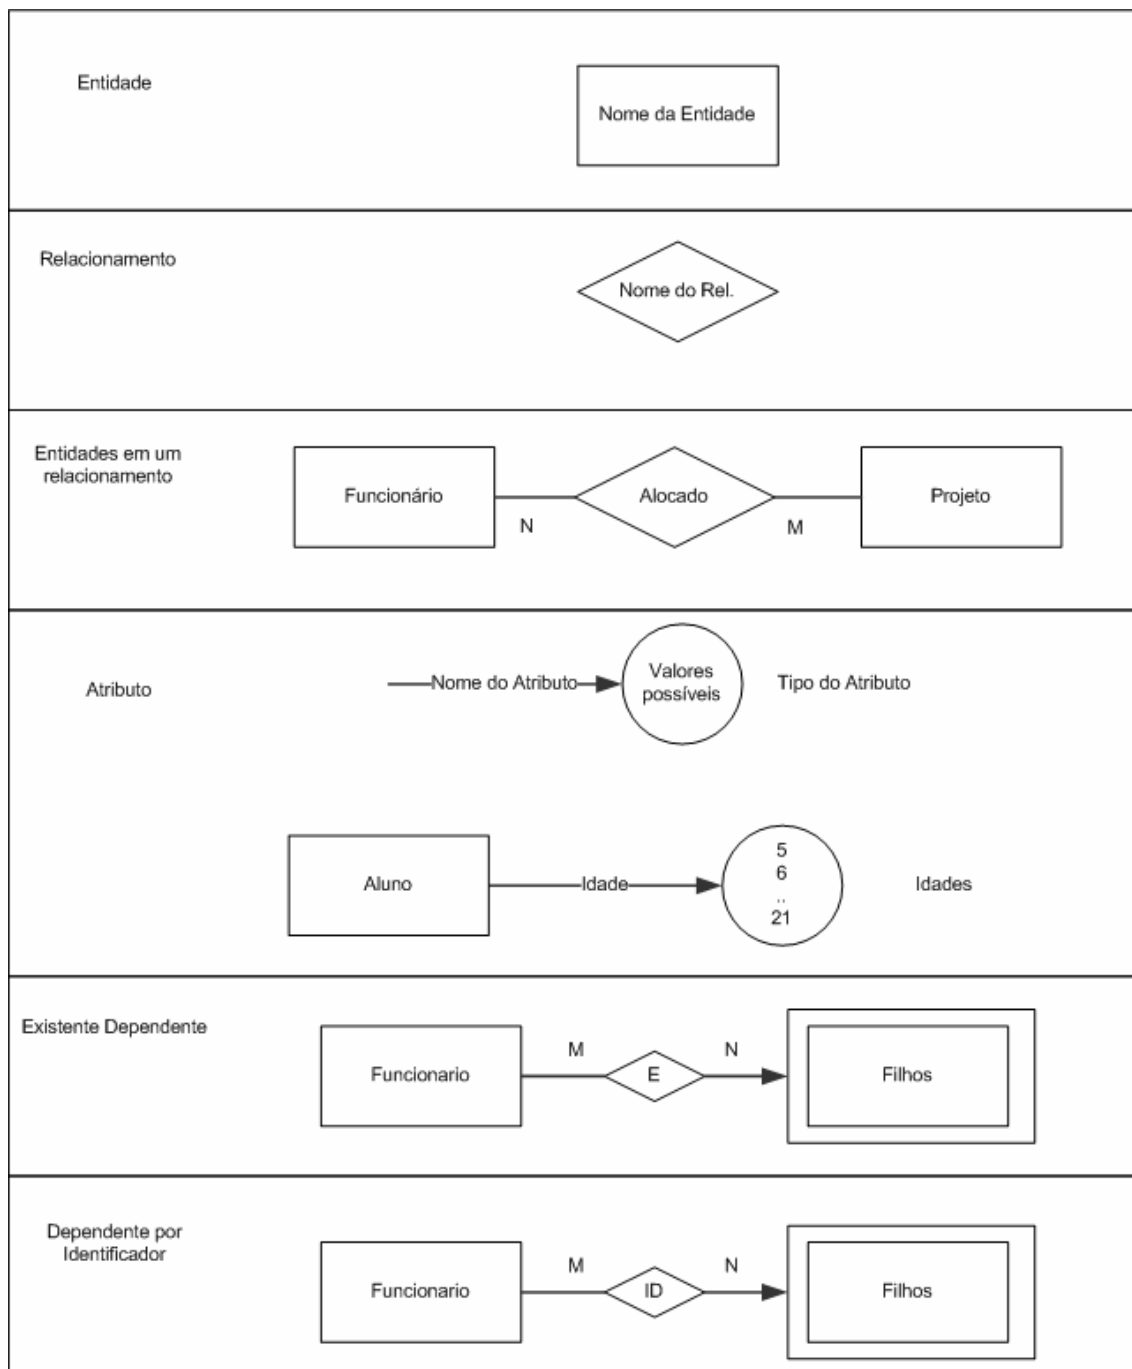 Entidade
Nome da Entidade
Relacionamento
Nome do Rel.
Entidades em um
relacionamento
Funcionário
N
Alocado
M
Projeto
Atributo
Nome do Atributo
Valores
possíveis
Tipo do Atributo
Aluno
Idade
5
6
..
21
Idades
Existente Dependente
Funcionario
M
E
N
Filhos
Dependente por
Identificador
Funcionario
M
ID
N
Filhos